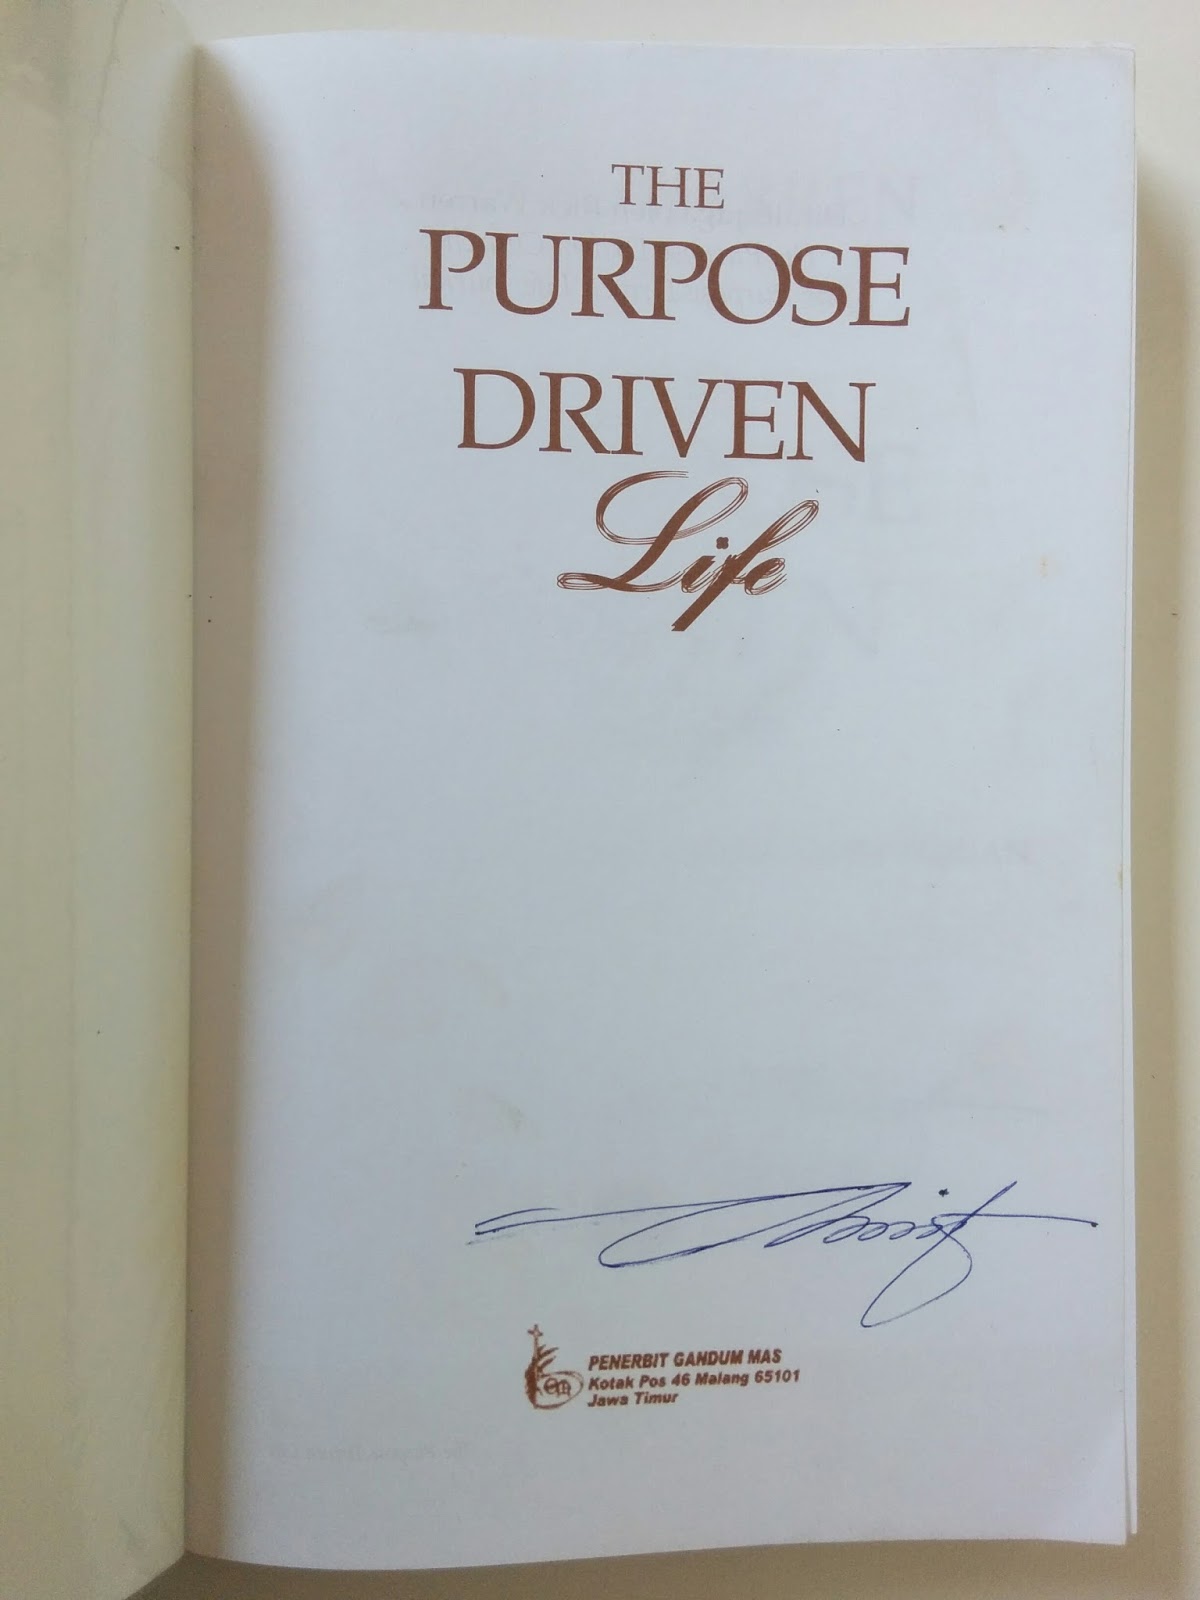 THE
PURPOSE
DRIVEN
Life
PENERBIT GANDUM MAS
Kotak Pos 46 Malang 65101
Jawa Timur